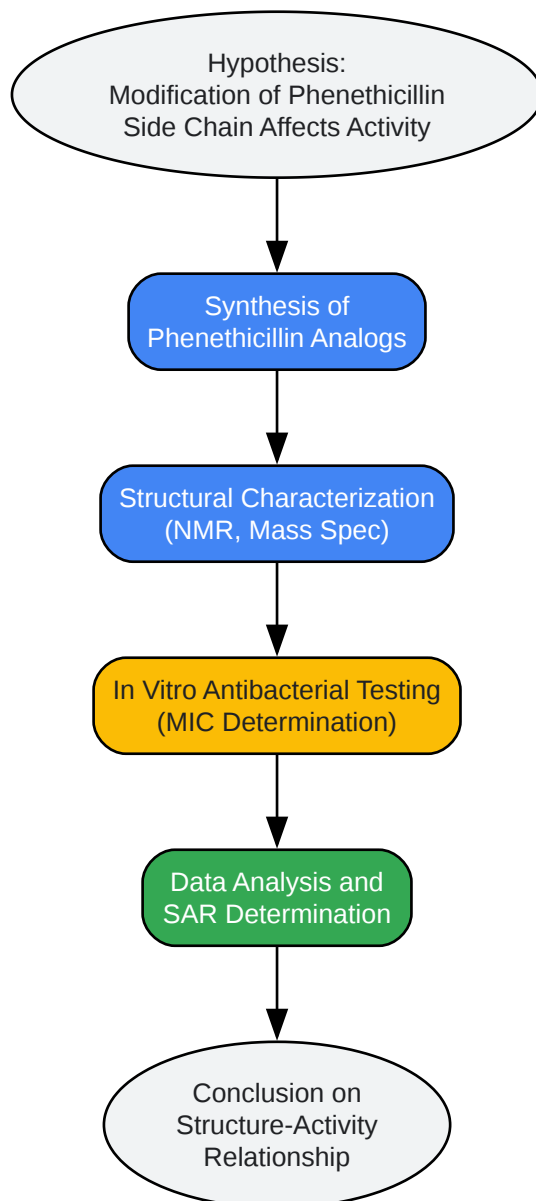 Hypothesis:
Modification of Phenethicillin
Side Chain Affects Activity
Synthesis of
Phenethicillin Analogs
Structural Characterization
(NMR, Mass Spec)
In Vitro Antibacterial Testing
(MIC Determination)
Data Analysis and
SAR Determination
Conclusion on
Structure-Activity
Relationship